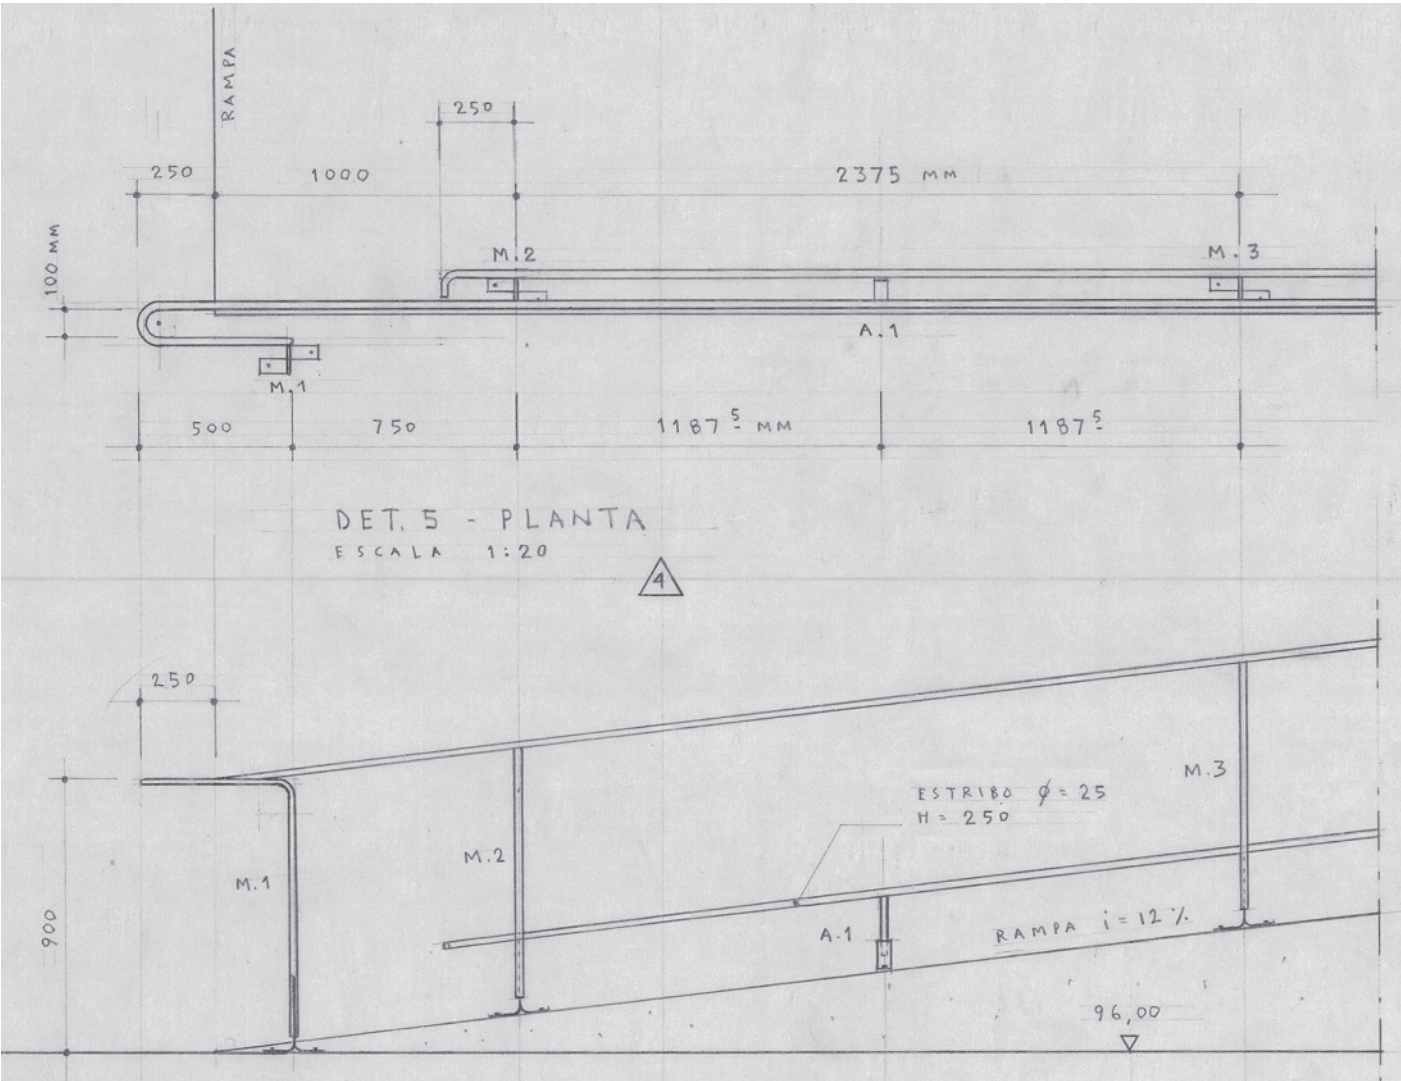 RAMPA
250
250
1000
2375 MM
100 MM
M.2
M.3
A.1
M.1
500
750
1187 5 MM
1187 5
DET. 5 - PLANTA
ESCALA 1:20
4
250
M.3
ESTRIBO φ = 25
H = 250
M.2
M.1
900
A.1
RAMPA i = 12 %
96,00